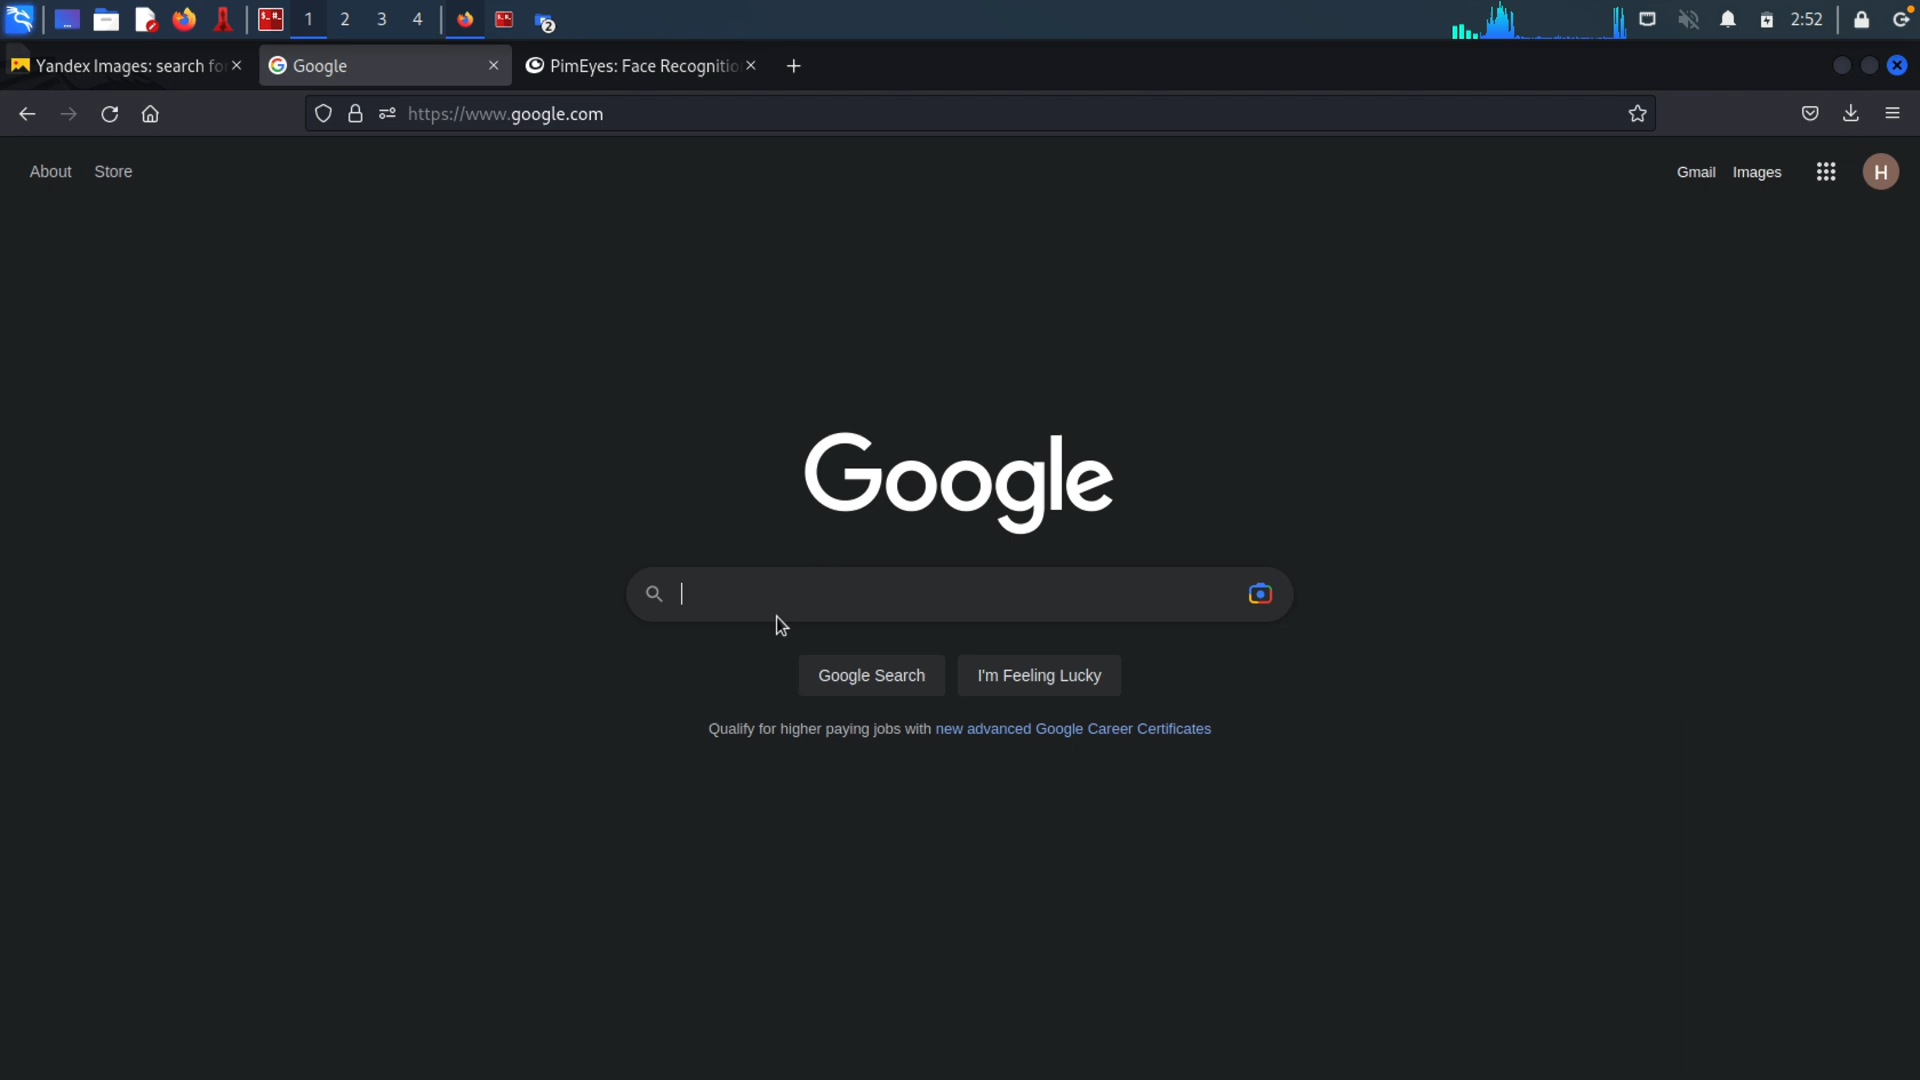 1 2 3 4 2 2:52
Yandex Images: search fo
Google
PimEyes: Face Recognitio
https://www.google.com
About Store
Gmail Images H
Google
Google Search I'm Feeling Lucky
Qualify for higher paying jobs with new advanced Google Career Certificates